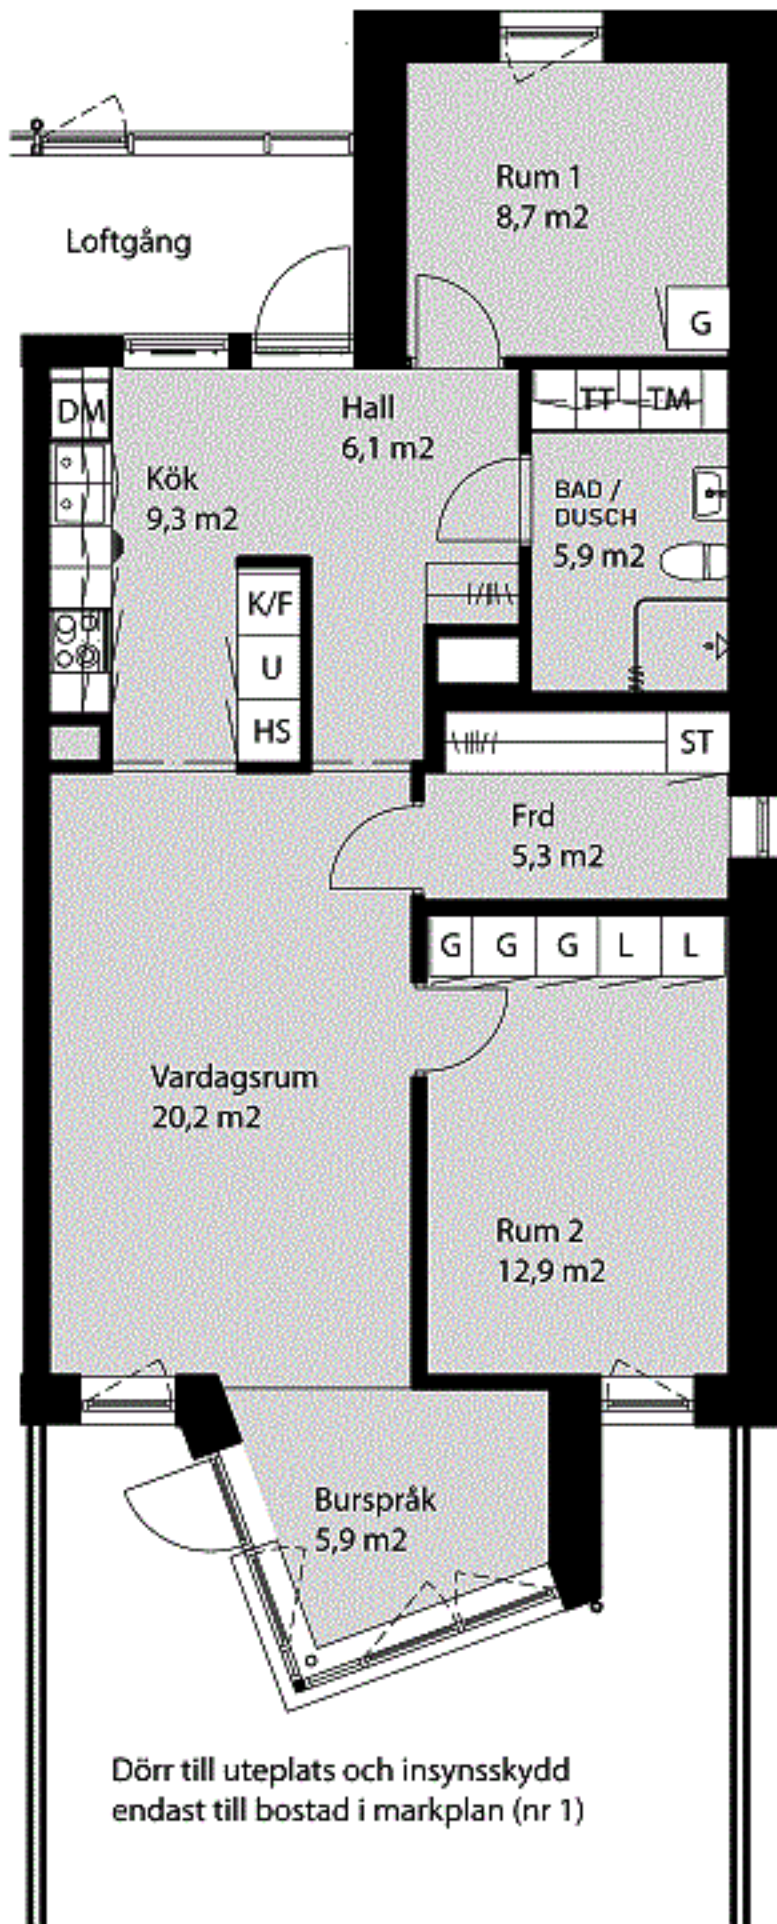 Rum 1
8,7 m2
Loftgång
G
DM
Hall
6,1 m2
TT TM
Kök
9,3 m2
BAD /
DUSCH
5,9 m2
K/F
U
HS
ST
Frd
5,3 m2
G G G L L
Vardagsrum
20,2 m2
Rum 2
12,9 m2
Burspråk
5,9 m2
Dörr till uteplats och insynsskydd
endast till bostad i markplan (nr 1)